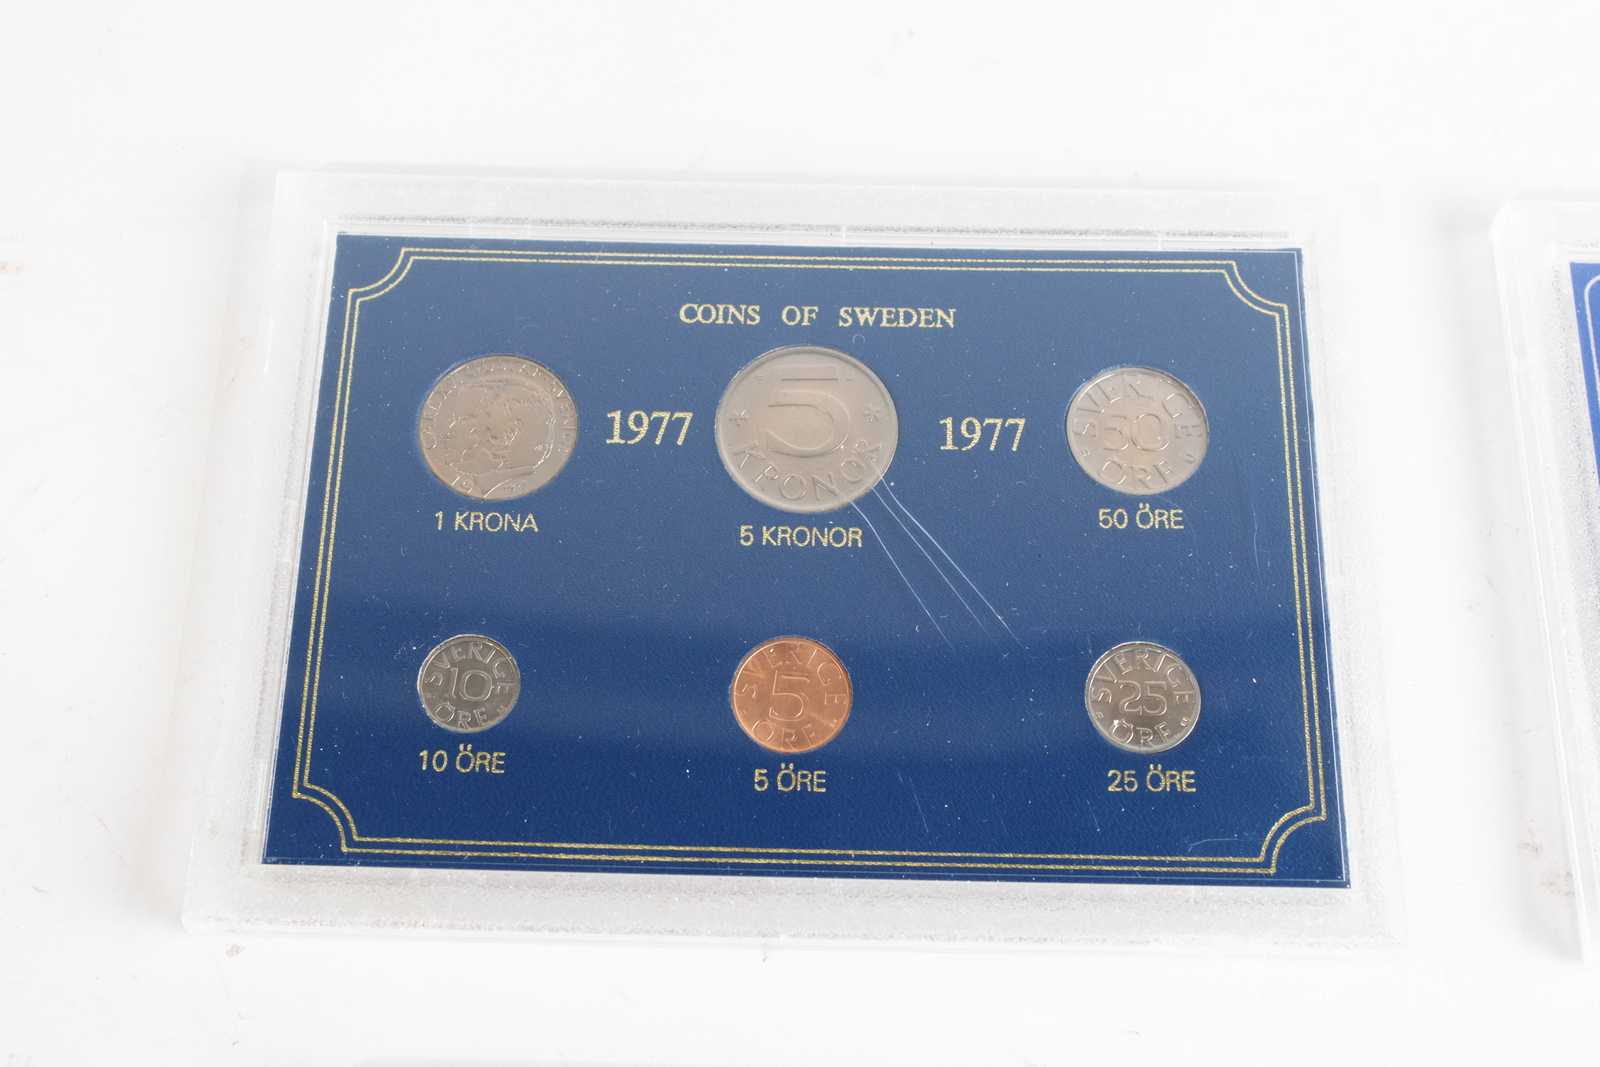 COINS OF SWEDEN
1977
1977
5
KRONOR
SVERIGE
50
ÖRE
1 KRONA
5 KRONOR
50 ÖRE
SVERIGE
10
ÖRE
SVERIGE
5
ÖRE
SVERIGE
25
ÖRE
10 ÖRE
5 ÖRE
25 ÖRE